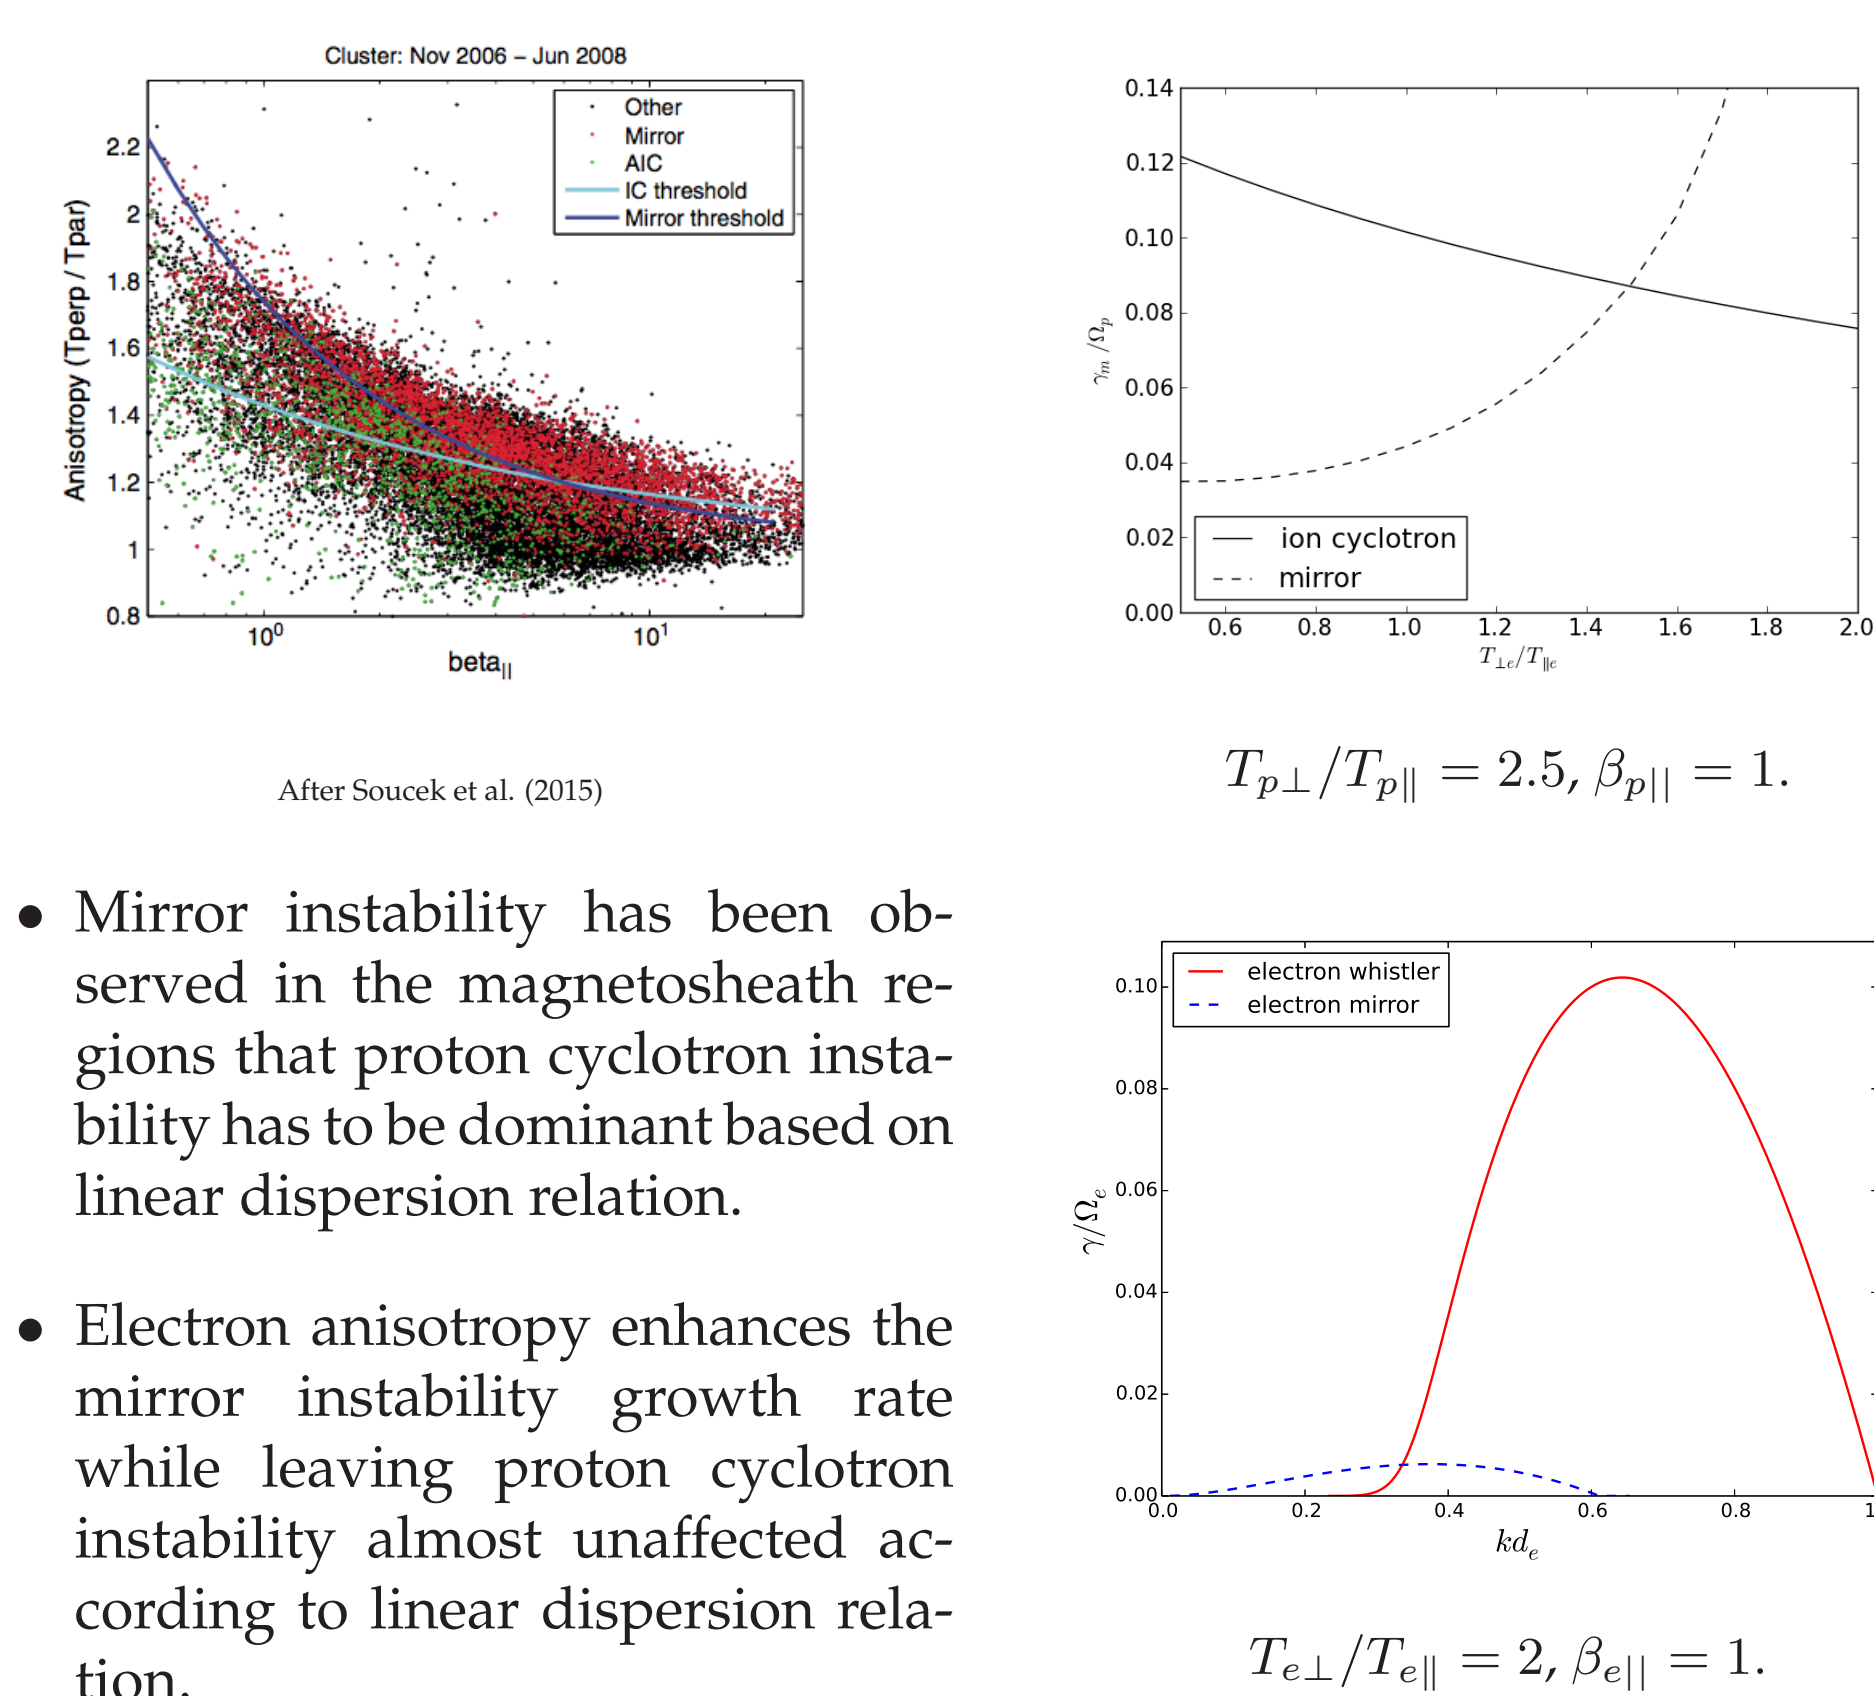 Cluster: Nov 2006 – Jun 2008
Other
Mirror
AIC
IC threshold
Mirror threshold
Anisotropy (Tperp / Tpar)
2.2
2
1.8
1.6
1.4
1.2
1
0.8
10⁰
10¹
beta||
After Soucek et al. (2015)
• Mirror instability has been ob-
served in the magnetosheath re-
gions that proton cyclotron insta-
bility has to be dominant based on
linear dispersion relation.
• Electron anisotropy enhances the
mirror instability growth rate
while leaving proton cyclotron
instability almost unaffected ac-
cording to linear dispersion rela-
tion.
0.14
0.12
0.10
0.08
0.06
0.04
0.02
0.00
γₘ/Ωₚ
ion cyclotron
mirror
0.6
0.8
1.0
1.2
1.4
1.6
1.8
2.0
T⊥e/T∥e
Tp⊥/Tp∥ = 2.5, βp|| = 1.
electron whistler
electron mirror
0.10
0.08
0.06
0.04
0.02
0.00
γ/Ωₑ
0.0
0.2
0.4
0.6
0.8
1
kdₑ
Te⊥/Te∥ = 2, βe|| = 1.